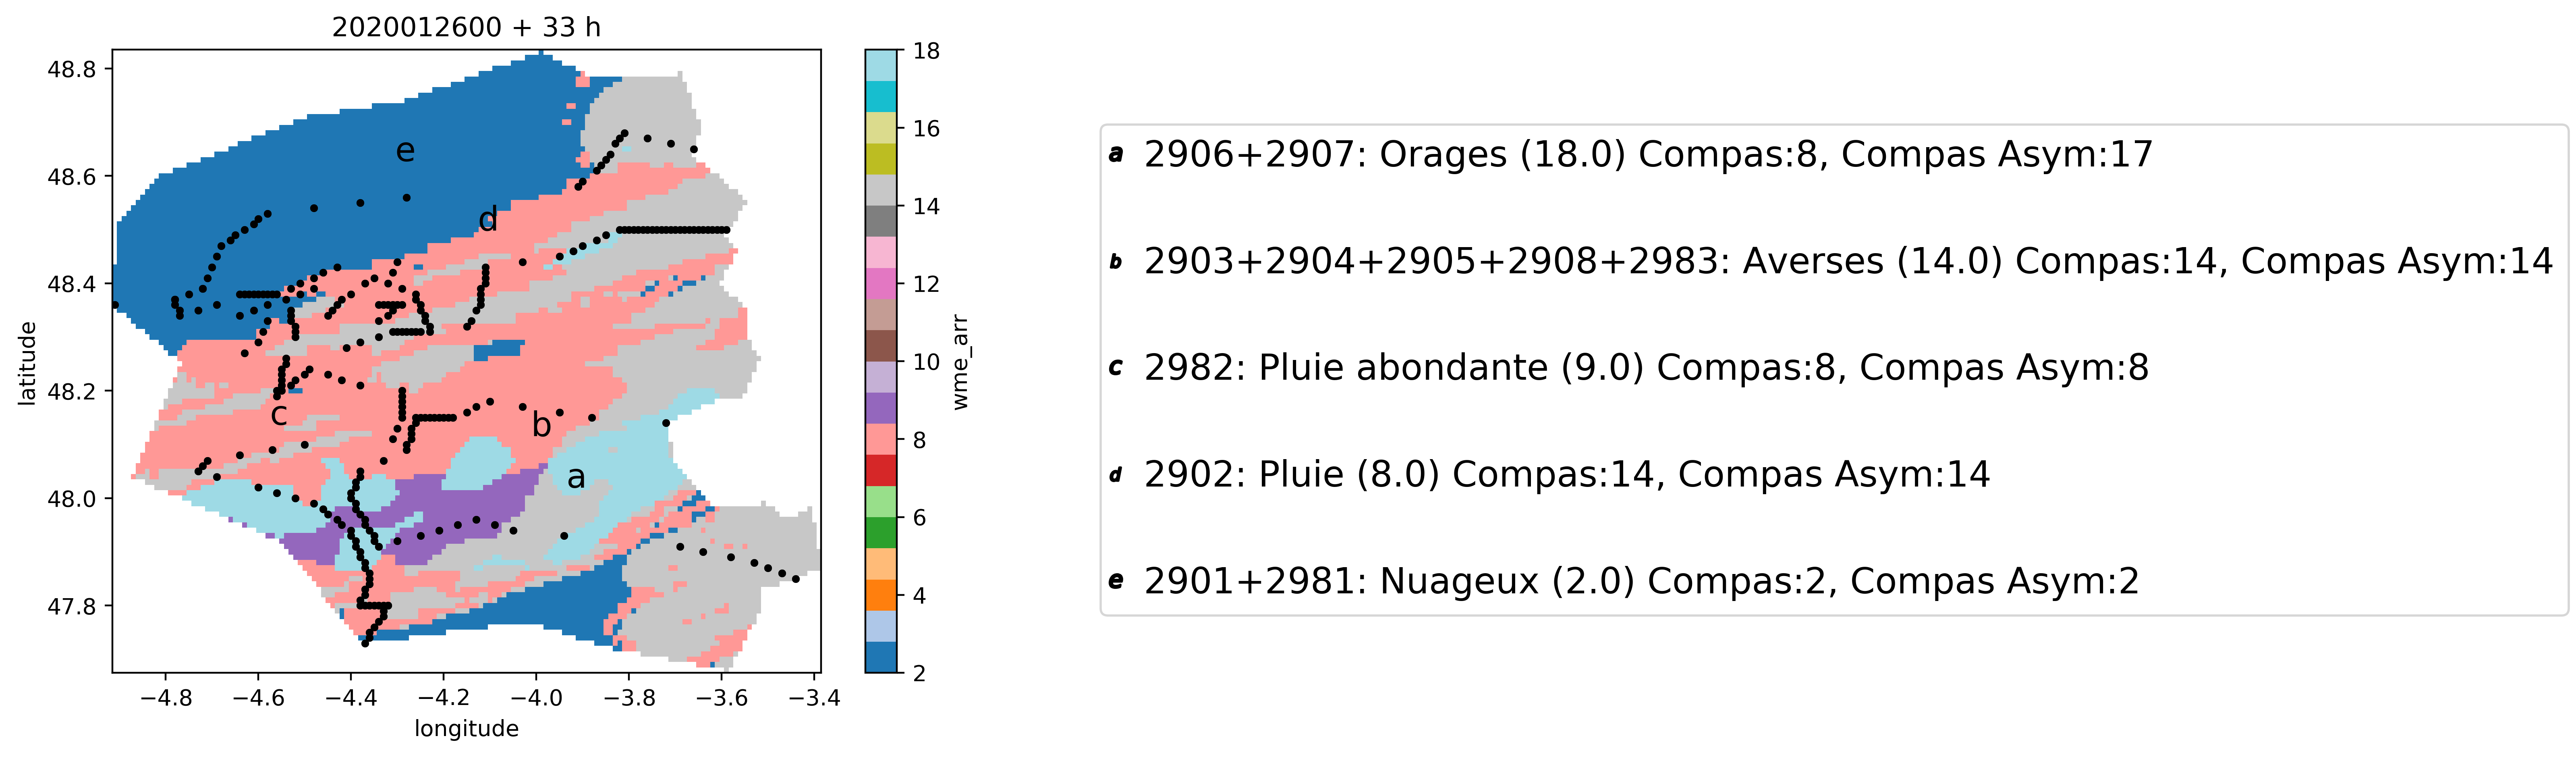 2020012600 + 33 h
48.8
48.6
48.4
48.2
48.0
47.8
latitude
−4.8
−4.6
−4.4
−4.2
−4.0
−3.8
−3.6
−3.4
longitude
e
d
c
b
a
18
16
14
12
10
8
6
4
2
wme_arr
a 2906+2907: Orages (18.0) Compas:8, Compas Asym:17
b 2903+2904+2905+2908+2983: Averses (14.0) Compas:14, Compas Asym:14
c 2982: Pluie abondante (9.0) Compas:8, Compas Asym:8
d 2902: Pluie (8.0) Compas:14, Compas Asym:14
e 2901+2981: Nuageux (2.0) Compas:2, Compas Asym:2